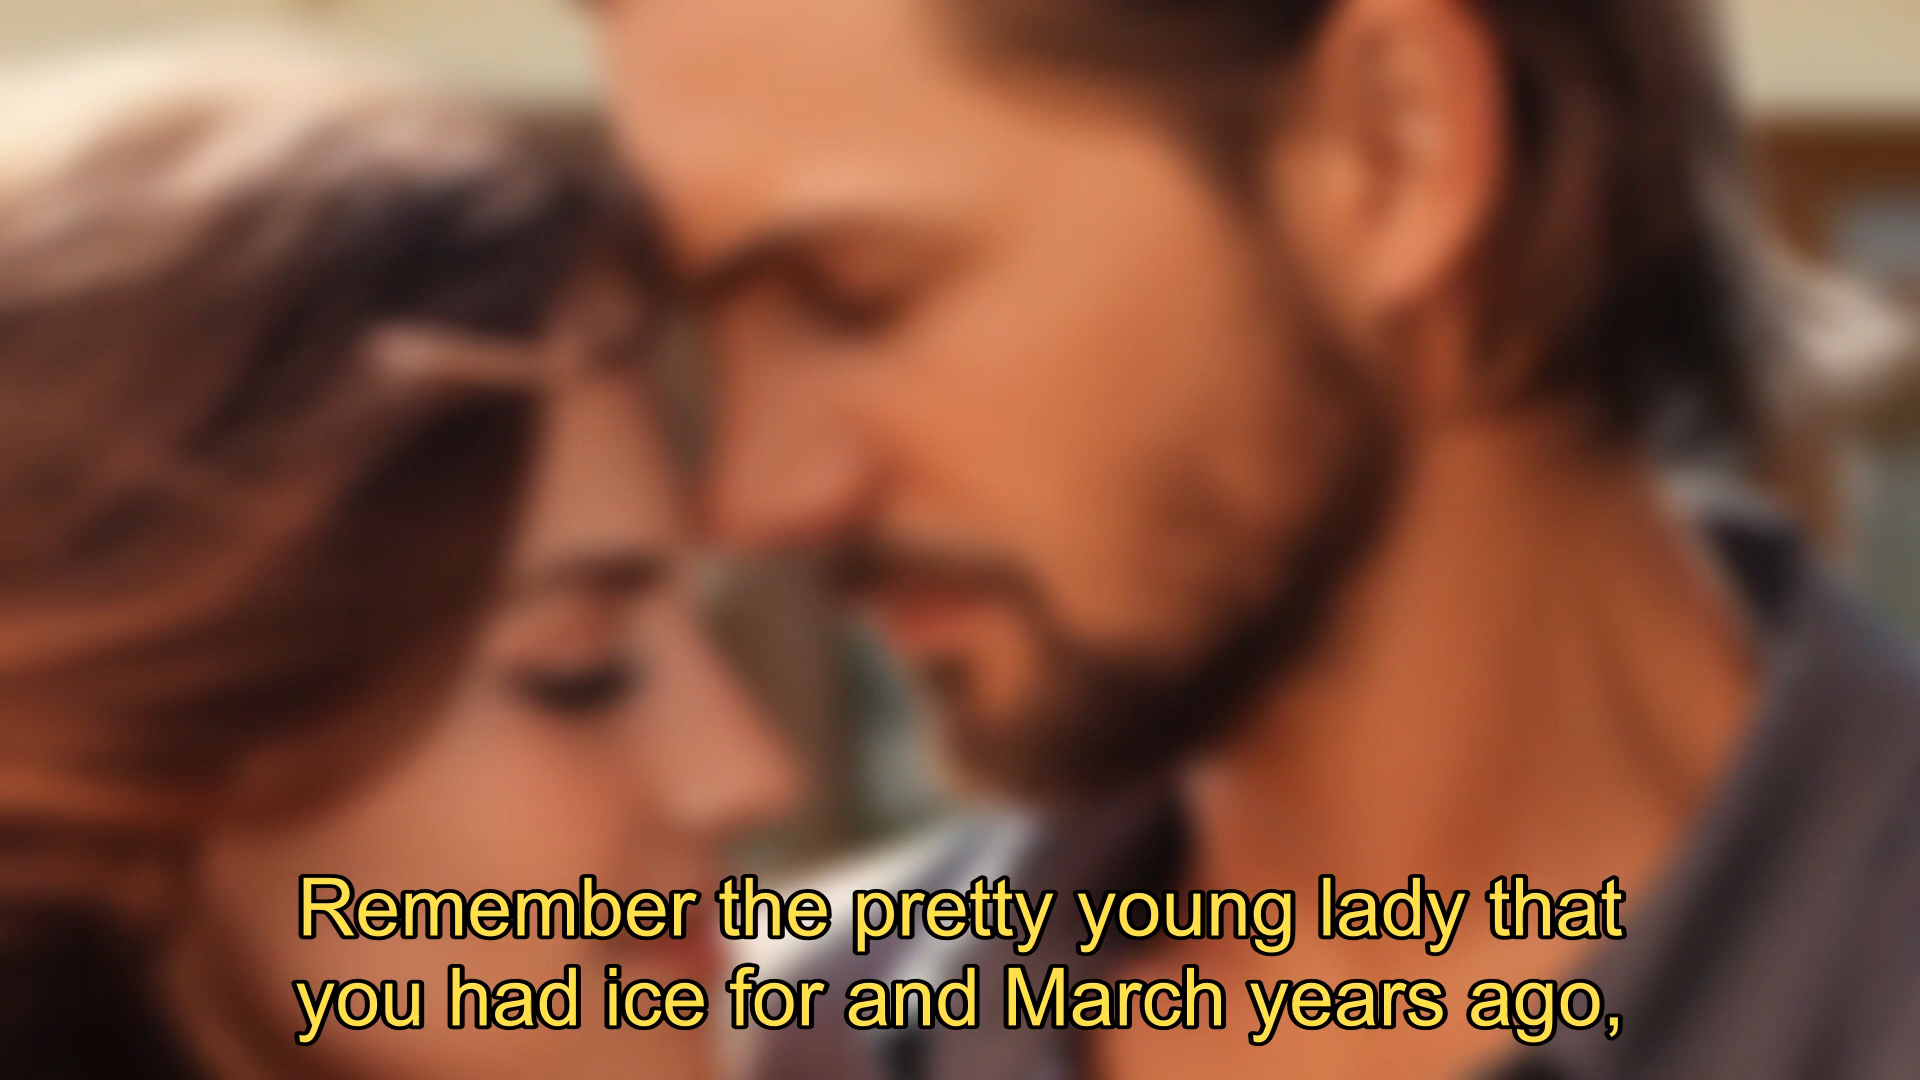 Remember the pretty young lady that
you had ice for and March years ago,